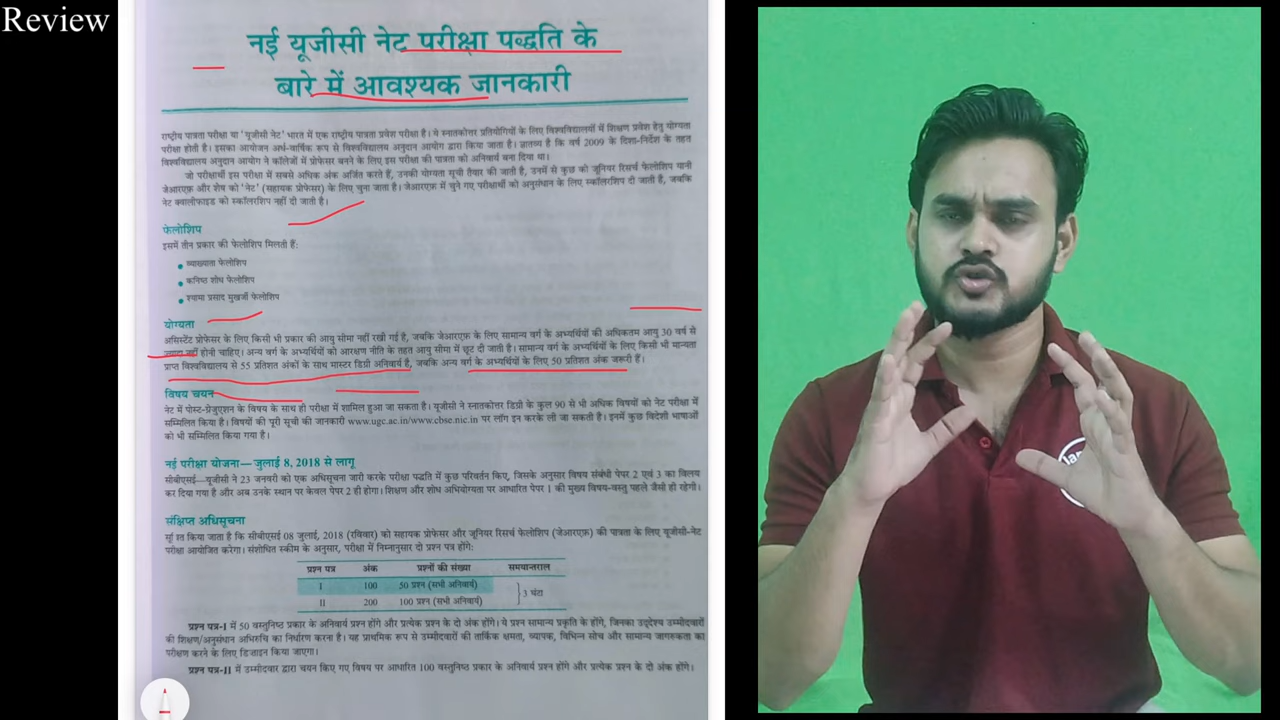 Review
नई यूजीसी नेट परीक्षा पद्धति के
बारे में आवश्यक जानकारी
राष्ट्रीय पात्रता परीक्षा या 'यूजीसी नेट' भारत में एक राष्ट्रीय पात्रता प्रवेश परीक्षा है। ये स्नातकोत्तर प्रतियोगियों के लिए विश्वविद्यालयों में शिक्षण प्रवेश हेतु योग्यता
परीक्षा होती है। इसका आयोजन अर्ध-वार्षिक रूप से विश्वविद्यालय अनुदान आयोग द्वारा किया जाता है। ज्ञातव्य है कि वर्ष 2009 के दिशा-निर्देश के तहत
विश्वविद्यालय अनुदान आयोग ने कॉलेजों में प्रोफेसर बनने के लिए इस परीक्षा की पात्रता को अनिवार्य बना दिया था।
जो परीक्षार्थी इस परीक्षा में सबसे अधिक अंक अर्जित करते हैं, उनकी योग्यता सूची तैयार की जाती है, उनमें से कुछ को जूनियर रिसर्च फेलोशिप यानी
जेआरएफ़ और शेष को 'नेट' (सहायक प्रोफेसर) के लिए चुना जाता है। जेआरएफ़ में चुने गए परीक्षार्थी को अनुसंधान के लिए स्कॉलरशिप दी जाती है, जबकि
नेट क्वालीफाइड को स्कॉलरशिप नहीं दी जाती है।
फेलोशिप
इसमें तीन प्रकार की फेलोशिप मिलती हैं:
• व्याख्याता फेलोशिप
• कनिष्ठ शोध फेलोशिप
• श्यामा प्रसाद मुखर्जी फेलोशिप
योग्यता
असिस्टेंट प्रोफेसर के लिए किसी भी प्रकार की आयु सीमा नहीं रखी गई है, जबकि जेआरएफ़ के लिए सामान्य वर्ग के अभ्यर्थियों की अधिकतम आयु 30 वर्ष से
ज्यादा नहीं होनी चाहिए। अन्य वर्ग के अभ्यर्थियों को आरक्षण नीति के तहत आयु सीमा में छूट दी जाती है। सामान्य वर्ग के अभ्यर्थियों के लिए किसी भी मान्यता
प्राप्त विश्वविद्यालय से 55 प्रतिशत अंकों के साथ मास्टर डिग्री अनिवार्य है, जबकि अन्य वर्ग के अभ्यर्थियों के लिए 50 प्रतिशत अंक जरूरी हैं।
विषय चयन
नेट में पोस्ट-ग्रेजुएशन के विषय के साथ ही परीक्षा में शामिल हुआ जा सकता है। यूजीसी ने स्नातकोत्तर डिग्री के कुल 90 से भी अधिक विषयों को नेट परीक्षा में
सम्मिलित किया है। विषयों की पूरी सूची की जानकारी www.ugc.ac.in/www.cbse.nic.in पर लॉग इन करके ली जा सकती है। इनमें कुछ विदेशी भाषाओं
को भी सम्मिलित किया गया है।
नई परीक्षा योजना—जुलाई 8, 2018 से लागू
सीबीएसई—यूजीसी ने 23 जनवरी को एक अधिसूचना जारी करके परीक्षा पद्धति में कुछ परिवर्तन किए, जिसके अनुसार विषय संबंधी पेपर 2 एवं 3 का विलय
कर दिया गया है और अब उनके स्थान पर केवल पेपर 2 ही होगा। शिक्षण और शोध अभियोग्यता पर आधारित पेपर 1 की मुख्य विषय-वस्तु पहले जैसी ही रहेगी।
संक्षिप्त अधिसूचना
किया जाता है कि सीबीएसई 08 जुलाई, 2018 (रविवार) को सहायक प्रोफेसर और जूनियर रिसर्च फेलोशिप (जेआरएफ़) की पात्रता के लिए यूजीसी-नेट
परीक्षा आयोजित करेगा। संशोधित स्कीम के अनुसार, परीक्षा में निम्नानुसार दो प्रश्न पत्र होंगे:
प्रश्न पत्र अंक प्रश्नों की संख्या समयान्तराल
I 100 50 प्रश्न (सभी अनिवार्य)
3 घंटा
II 200 100 प्रश्न (सभी अनिवार्य)
प्रश्न पत्र-I में 50 वस्तुनिष्ठ प्रकार के अनिवार्य प्रश्न होंगे और प्रत्येक प्रश्न के दो अंक होंगे। ये प्रश्न सामान्य प्रकृति के होंगे, जिनका उद्देश्य उम्मीदवारों
की शिक्षण/अनुसंधान अभिरुचि का निर्धारण करना है। यह प्राथमिक रूप से उम्मीदवारों की तार्किक क्षमता, व्यापक, विभिन्न सोच और सामान्य जागरुकता का
परीक्षण करने के लिए डिजाइन किया जाएगा।
प्रश्न पत्र-II में उम्मीदवार द्वारा चयन किए गए विषय पर आधारित 100 वस्तुनिष्ठ प्रकार के अनिवार्य प्रश्न होंगे और प्रत्येक प्रश्न के दो अंक होंगे।